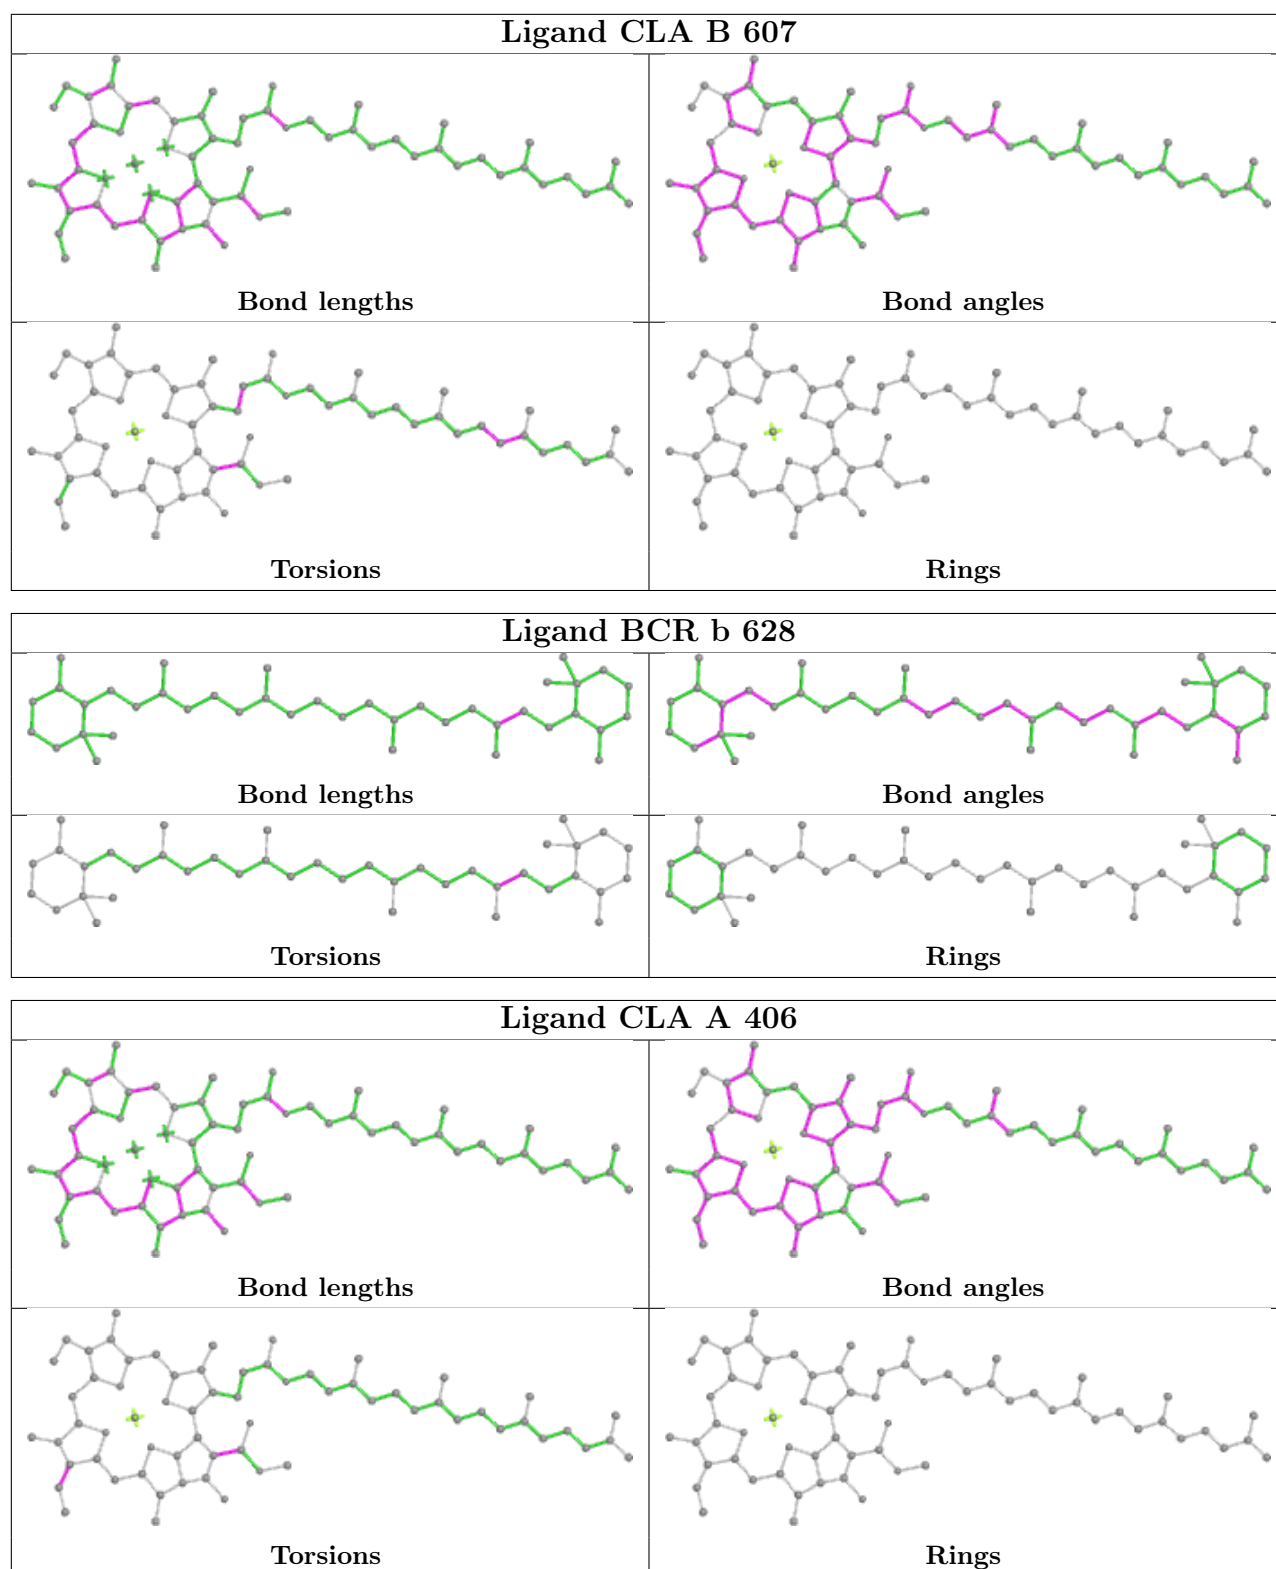 Ligand CLA B 607
Bond lengths
Bond angles
Torsions
Rings
Ligand BCR b 628
Bond lengths
Bond angles
Torsions
Rings
Ligand CLA A 406
Bond lengths
Bond angles
Torsions
Rings